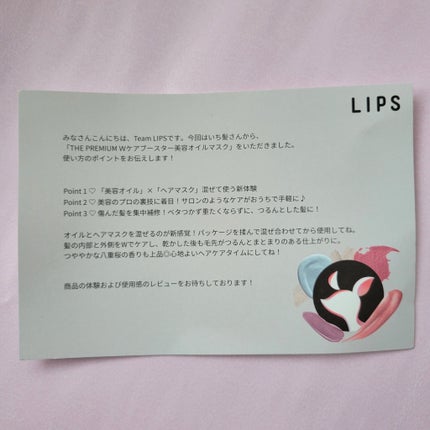 LIPS
みなさんこんにちは、Team LIPSです。今回はいち髪さんから、
「THE PREMIUM Wケアブースター美容オイルマスク」をいただきました。
使い方のポイントをお伝えします！
Point 1 ♡ 「美容オイル」×「ヘアマスク」混ぜて使う新体験
Point 2 ♡ 美容のプロの裏技に着目！サロンのようなケアがおうちで手軽に♪
Point 3 ♡ 傷んだ髪を集中補修！ベタつかず重たくならずに、つるんとした髪に！
オイルとヘアマスクを混ぜるのが新感覚！パッケージを揉んで混ぜ合わせてから使用してね。
髪の内部と外側をWでケアし、乾かした後も毛先がつるんとまとまりのある仕上がりに。
つややかな八重桜の香りも上品◎心地よいヘアケアタイムにしてね！
商品の体験および使用感のレビューをお待ちしております！